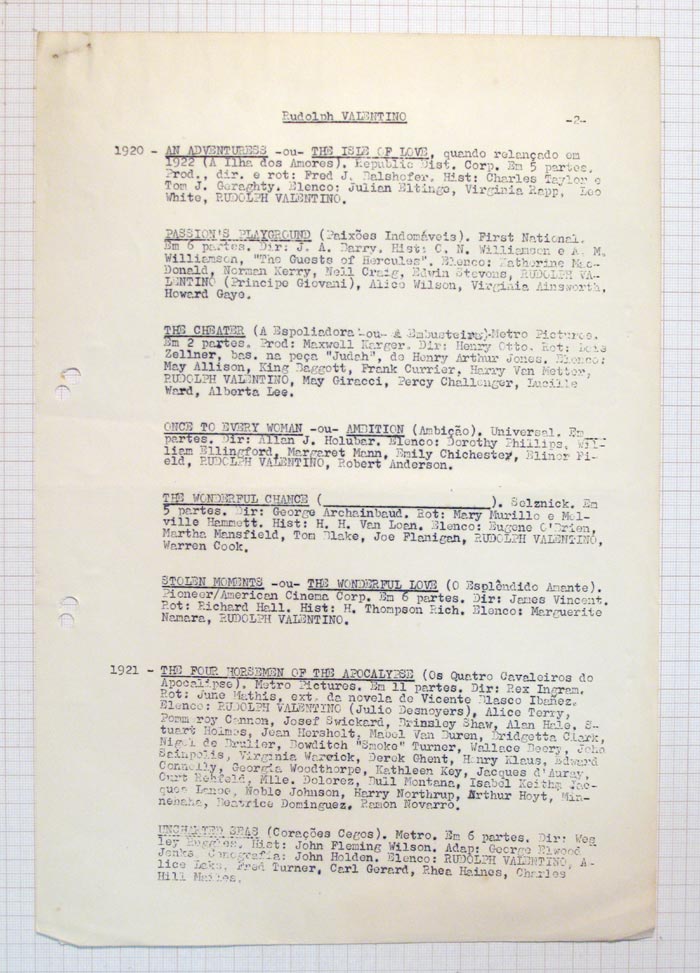 Rudolph VALENTINO
-2-
1920 - AN ADVENTURESS -ou- THE ISLE OF LOVE, quando relançado em
1922 (A Ilha dos Amores). Republic Dist. Corp. Em 5 partes.
Prod., dir. e rot: Fred J. Balshofer. Hist: Charles Taylor e
Tom J. Geraghty. Elenco: Julian Eltinge, Virginia Rapp, Leo
White, RUDOLPH VALENTINO.
PASSION'S PLAYGROUND (Paixões Indomáveis). First National.
Em 6 partes. Dir: J. A. Barry. Hist: C. N. Williamson e A. M.
Williamson, "The Guests of Hercules". Elenco: Katherine Mac-
Donald, Norman Kerry, Nell Craig, Edwin Stevens, RUDOLPH VA-
LENTINO (Principe Giovani), Alice Wilson, Virginia Ainsworth,
Howard Gaye.
THE CHEATER (A Espoliadora -ou- A Embusteira) Metro Pictures.
Em 2 partes. Prod: Maxwell Karger. Dir: Henry Otto. Rot: Lois
Zellner, bas. na peça "Judah", de Henry Arthur Jones. Elenco:
May Allison, King Baggott, Frank Currier, Harry Van Metter,
RUDOLPH VALENTINO, May Giracci, Percy Challenger, Lucille
Ward, Alberta Lee.
ONCE TO EVERY WOMAN -ou- AMBITION (Ambição). Universal. Em
partes. Dir: Allan J. Holubar. Elenco: Dorothy Phillips, Wil-
liam Ellingford, Margaret Mann, Emily Chichester, Elinor Fi-
eld, RUDOLPH VALENTINO, Robert Anderson.
THE WONDERFUL CHANCE (                    ). Selznick. Em
5 partes. Dir: George Archainbaud. Rot: Mary Murillo e Mel-
ville Hammett. Hist: H. H. Van Loan. Elenco: Eugene O'Brien,
Martha Mansfield, Tom Blake, Joe Flanigan, RUDOLPH VALENTINO,
Warren Cook.
STOLEN MOMENTS -ou- THE WONDERFUL LOVE (O Esplêndido Amante).
Pioneer/American Cinema Corp. Em 6 partes. Dir: James Vincent.
Rot: Richard Hall. Hist: H. Thompson Rich. Elenco: Marguerite
Namara, RUDOLPH VALENTINO.
1921 - THE FOUR HORSEMEN OF THE APOCALYPSE (Os Quatro Cavaleiros do
Apocalipse). Metro Pictures. Em 11 partes. Dir: Rex Ingram.
Rot: June Mathis, ext. da novela de Vicente Blasco Ibañez.
Elenco: RUDOLPH VALENTINO (Julio Desnoyers), Alice Terry,
Pomm roy Cannon, Josef Swickard, Brinsley Shaw, Alan Hale, S-
tuart Holmes, Jean Hersholt, Mabel Van Buren, Bridgetta Clark,
Nigel de Brulier, Bowditch "Smoke" Turner, Wallace Beery, John
Sainpolis, Virginia Warwick, Derek Ghent, Henry Klaus, Edward
Connelly, Georgia Woodthorpe, Kathleen Key, Jacques d'Auray,
Curt Rehfeld, Mlle. Dolorez, Bull Montana, Isabel Keith, Jac-
ques Lanoe, Noble Johnson, Harry Northrup, Arthur Hoyt, Min-
nehaha, Beatrice Dominguez, Ramon Novarro.
UNCHARTED SEAS (Corações Cegos). Metro. Em 6 partes. Dir: Wes
ley Ruggles. Hist: John Fleming Wilson. Adap: George Elwood
Jenks. Cenografia: John Holden. Elenco: RUDOLPH VALENTINO, A-
lice Lake, Fred Turner, Carl Gerard, Rhea Haines, Charles
Hill Mailes.